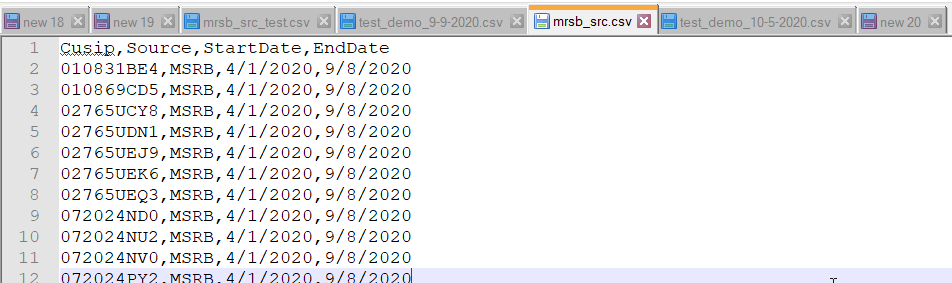 new 18 new 19 mrsb_src_test.csv test_demo_9-9-2020.csv mrsb_src.csv test_demo_10-5-2020.csv new 20
1 Cusip,Source,StartDate,EndDate
2 010831BE4,MSRB,4/1/2020,9/8/2020
3 010869CD5,MSRB,4/1/2020,9/8/2020
4 02765UCY8,MSRB,4/1/2020,9/8/2020
5 02765UDN1,MSRB,4/1/2020,9/8/2020
6 02765UEJ9,MSRB,4/1/2020,9/8/2020
7 02765UEK6,MSRB,4/1/2020,9/8/2020
8 02765UEQ3,MSRB,4/1/2020,9/8/2020
9 072024ND0,MSRB,4/1/2020,9/8/2020
10 072024NU2,MSRB,4/1/2020,9/8/2020
11 072024NV0,MSRB,4/1/2020,9/8/2020
12 072024PY2,MSRB,4/1/2020,9/8/2020